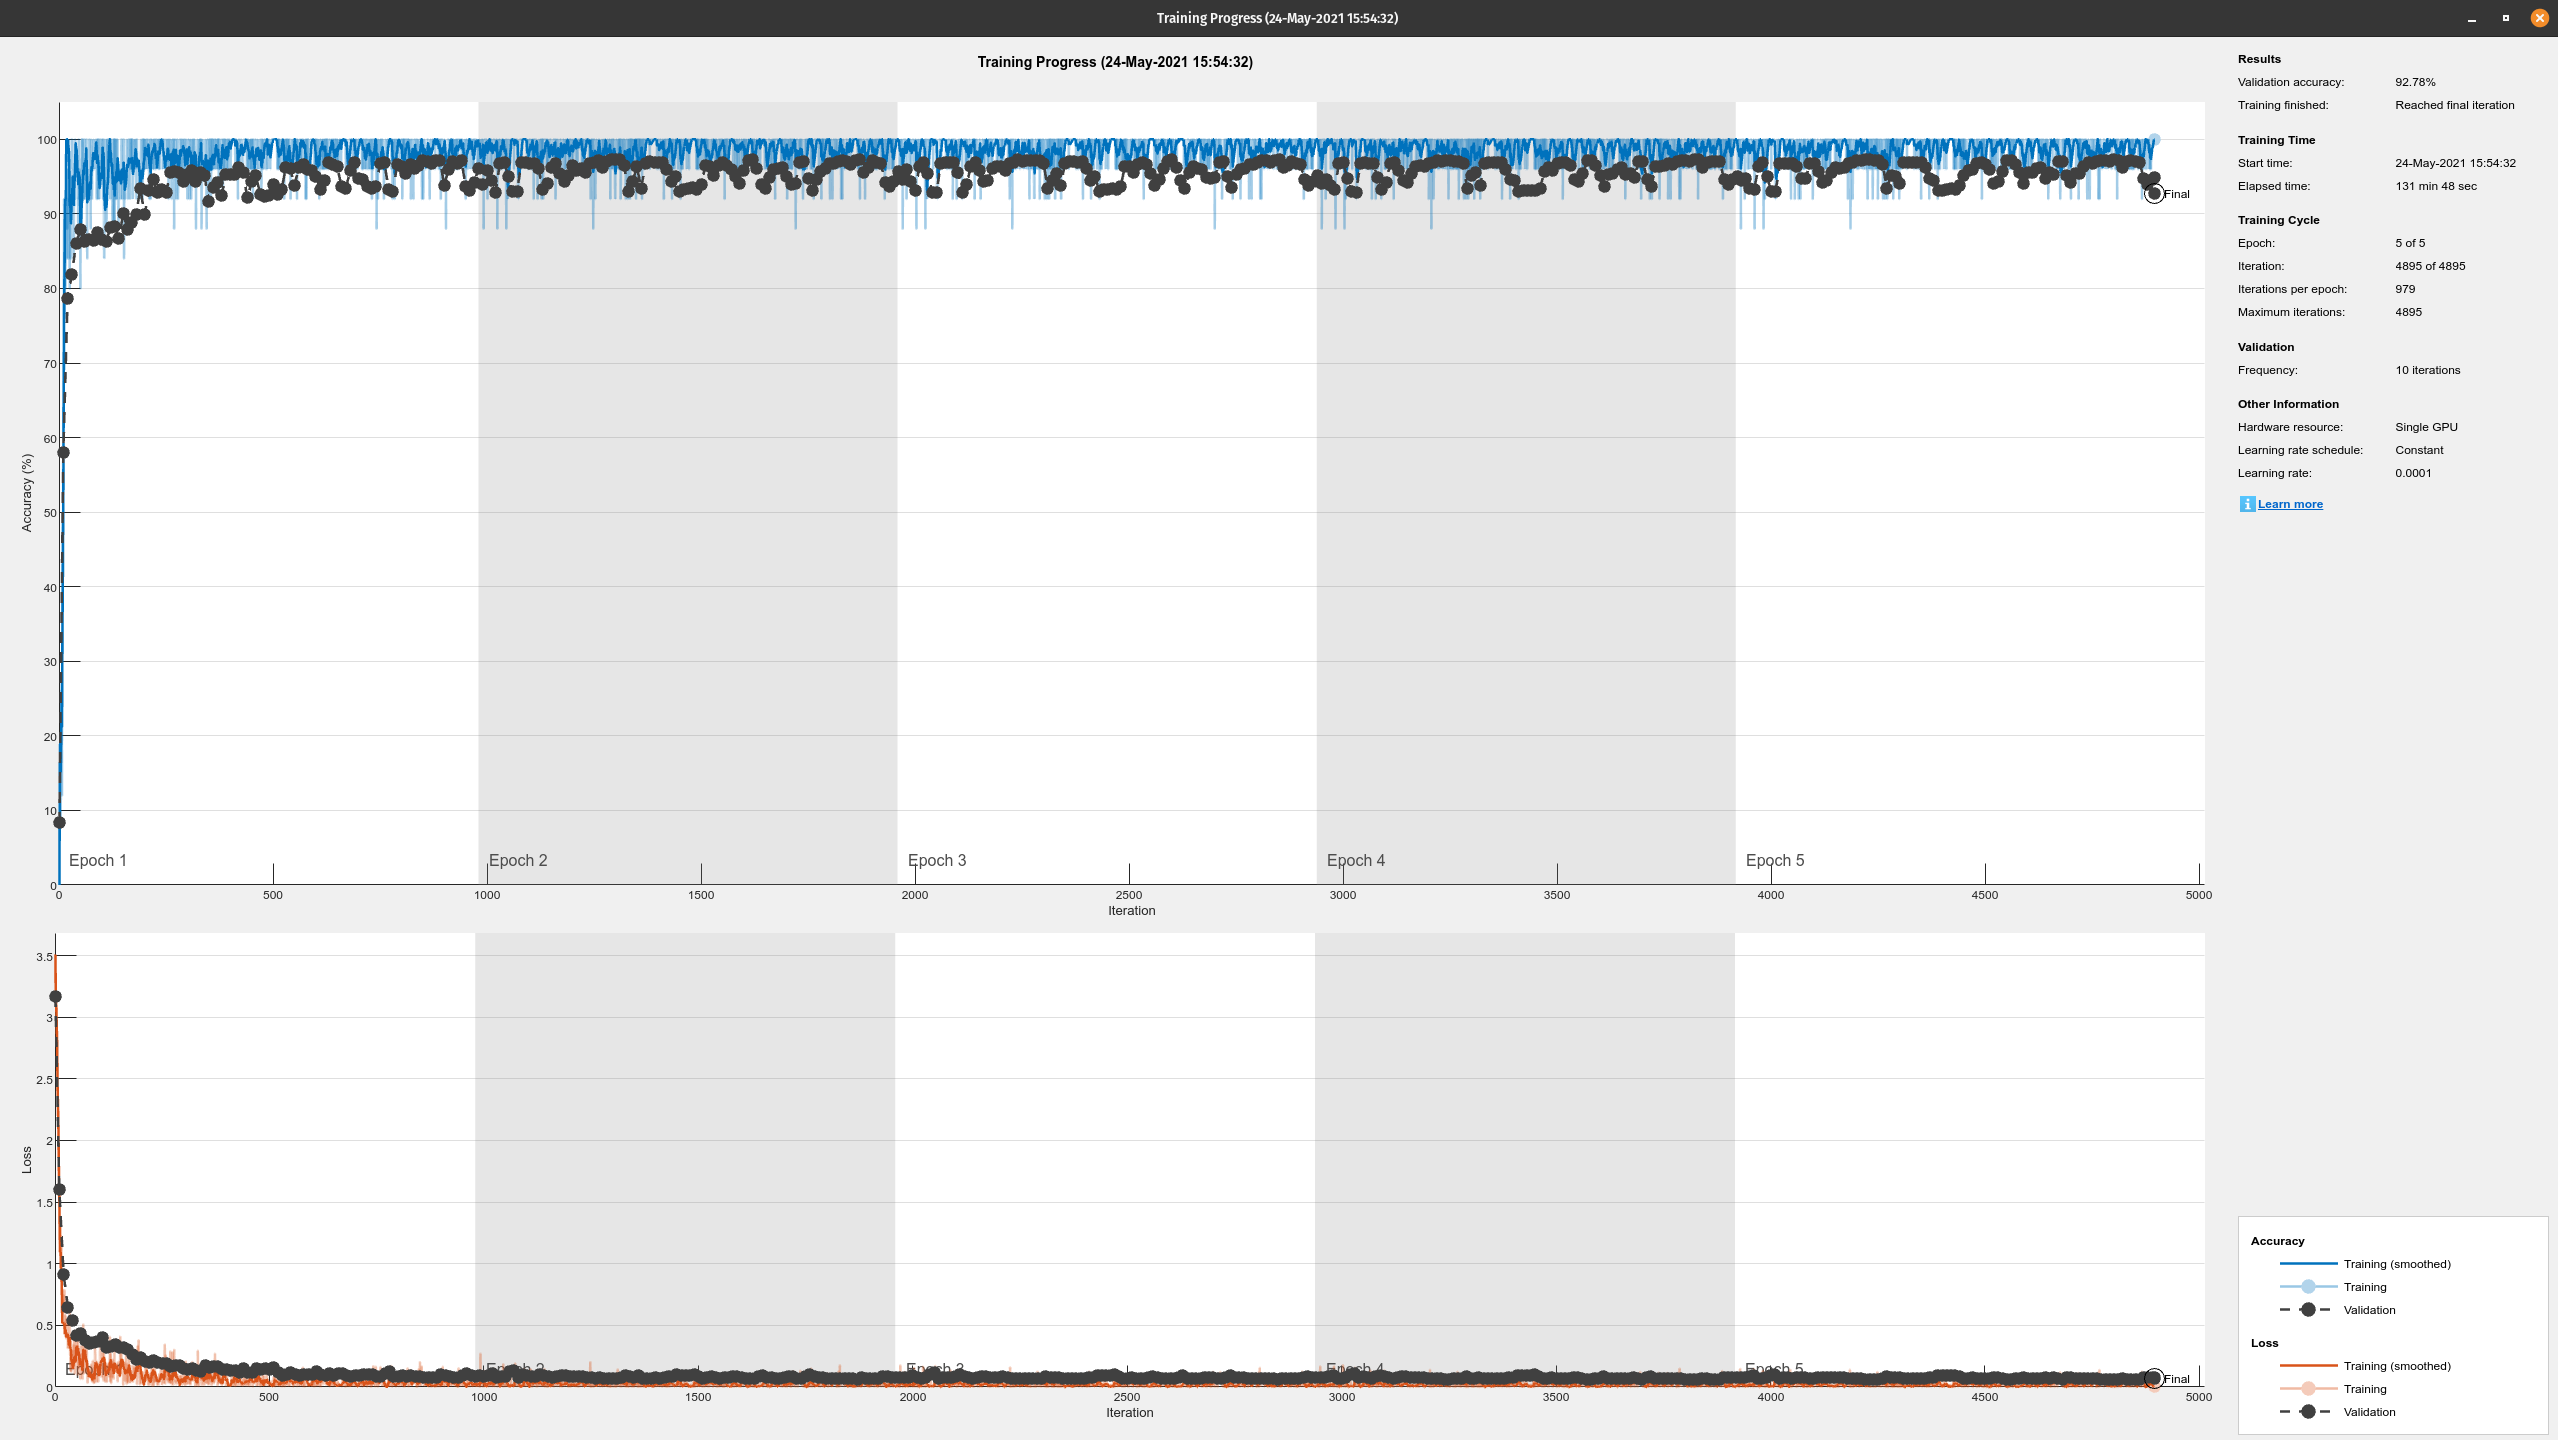 Training Progress (24-May-2021 15:54:32)
Training Progress (24-May-2021 15:54:32)
Accuracy (%)
100
90
80
70
60
50
40
30
20
10
0
Final
Epoch 1 Epoch 2 Epoch 3 Epoch 4 Epoch 5
0 500 1000 1500 2000 2500 3000 3500 4000 4500 5000
Iteration
Loss
3.5
3
2.5
2
1.5
1
0.5
0
Epoch 2 Epoch 3 Epoch 4 Epoch 5
Final
0 500 1000 1500 2000 2500 3000 3500 4000 4500 5000
Iteration
Results
Validation accuracy: 92.78%
Training finished: Reached final iteration
Training Time
Start time: 24-May-2021 15:54:32
Elapsed time: 131 min 48 sec
Training Cycle
Epoch: 5 of 5
Iteration: 4895 of 4895
Iterations per epoch: 979
Maximum iterations: 4895
Validation
Frequency: 10 iterations
Other Information
Hardware resource: Single GPU
Learning rate schedule: Constant
Learning rate: 0.0001
i Learn more
Accuracy
Training (smoothed)
Training
Validation
Loss
Training (smoothed)
Training
Validation